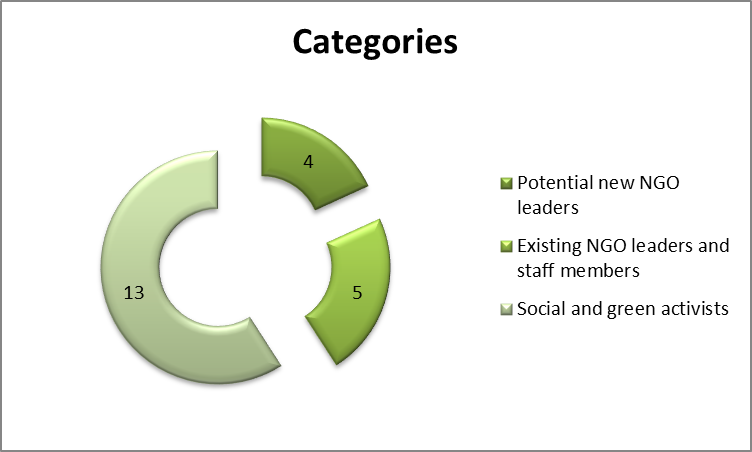 Categories
4
5
13
Potential new NGO
leaders
Existing NGO leaders and
staff members
Social and green activists